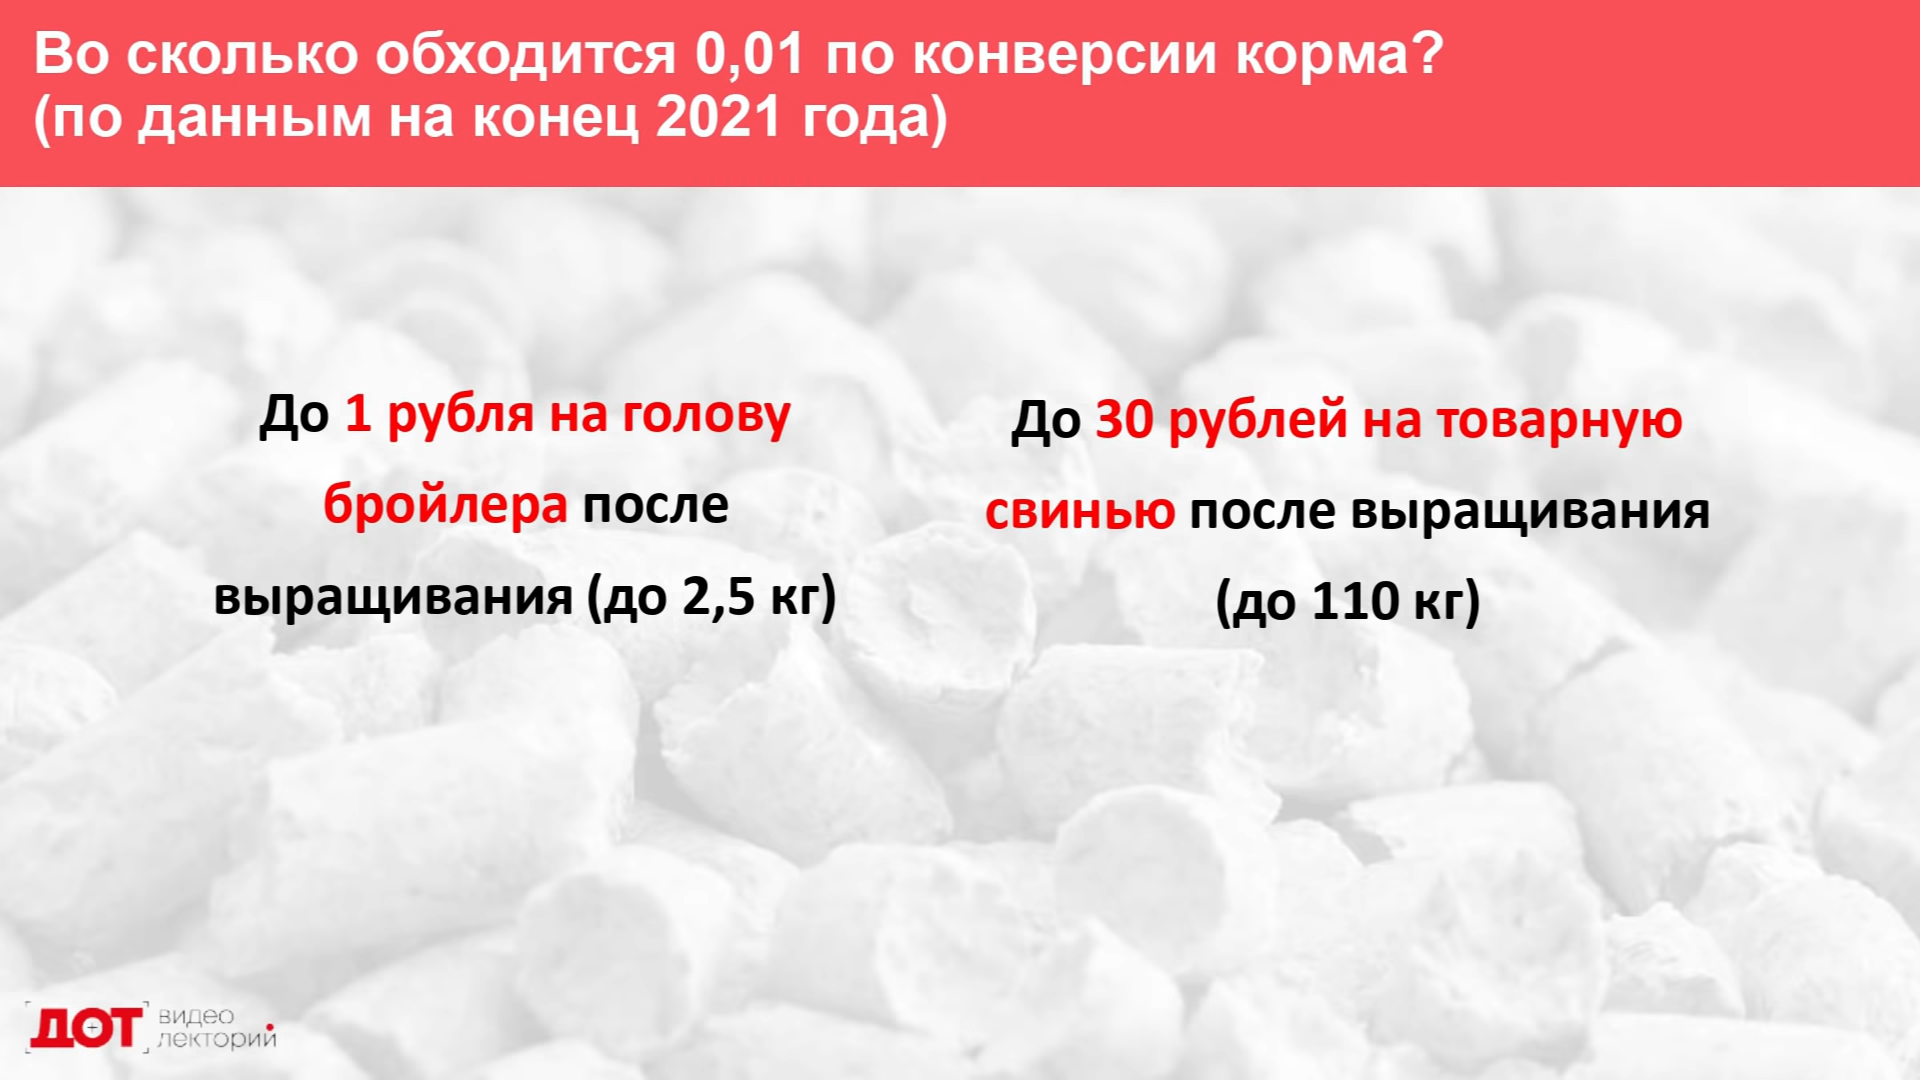 Во сколько обходится 0,01 по конверсии корма?
(по данным на конец 2021 года)
До 1 рубля на голову
бройлера после
выращивания (до 2,5 кг)
До 30 рублей на товарную
свинью после выращивания
(до 110 кг)
ДОТ видео
лекторий